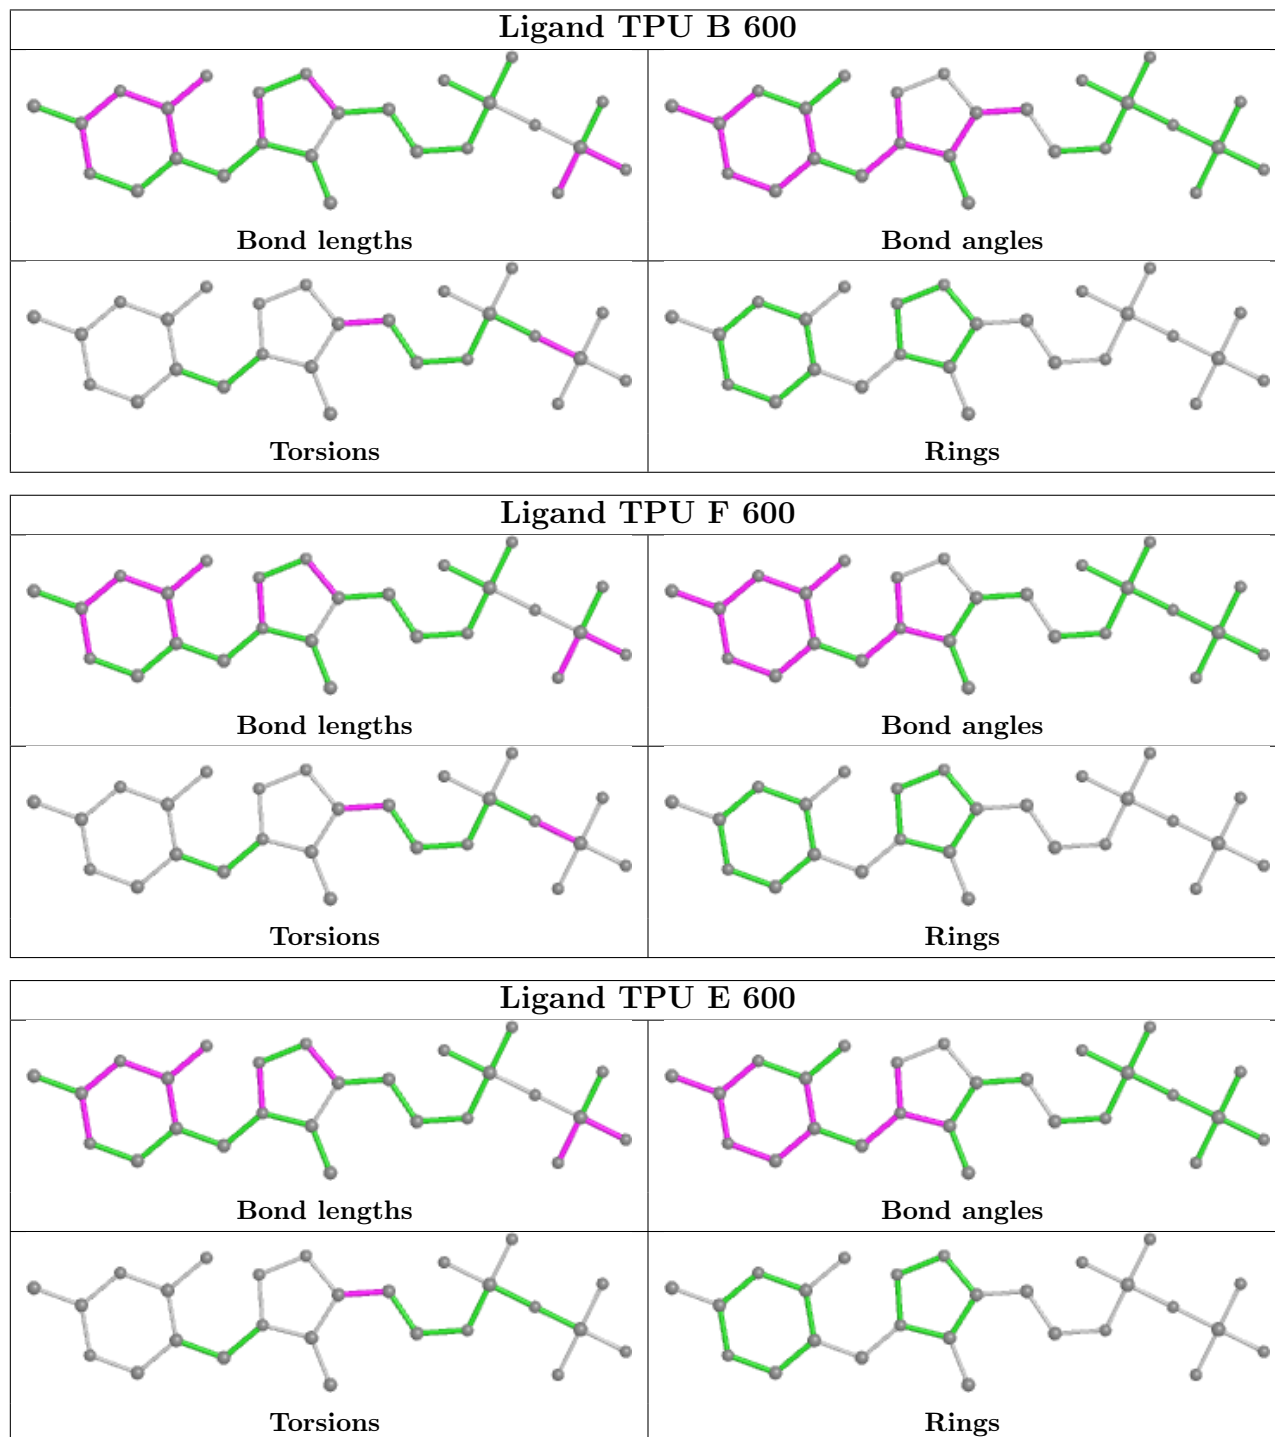 Ligand TPU B 600
Bond lengths
Bond angles
Torsions
Rings
Ligand TPU F 600
Bond lengths
Bond angles
Torsions
Rings
Ligand TPU E 600
Bond lengths
Bond angles
Torsions
Rings